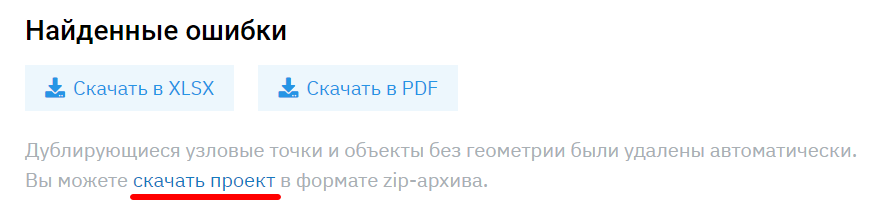 Найденные ошибки
Скачать в XLSX Скачать в PDF
Дублирующиеся узловые точки и объекты без геометрии были удалены автоматически.
Вы можете скачать проект в формате zip-архива.